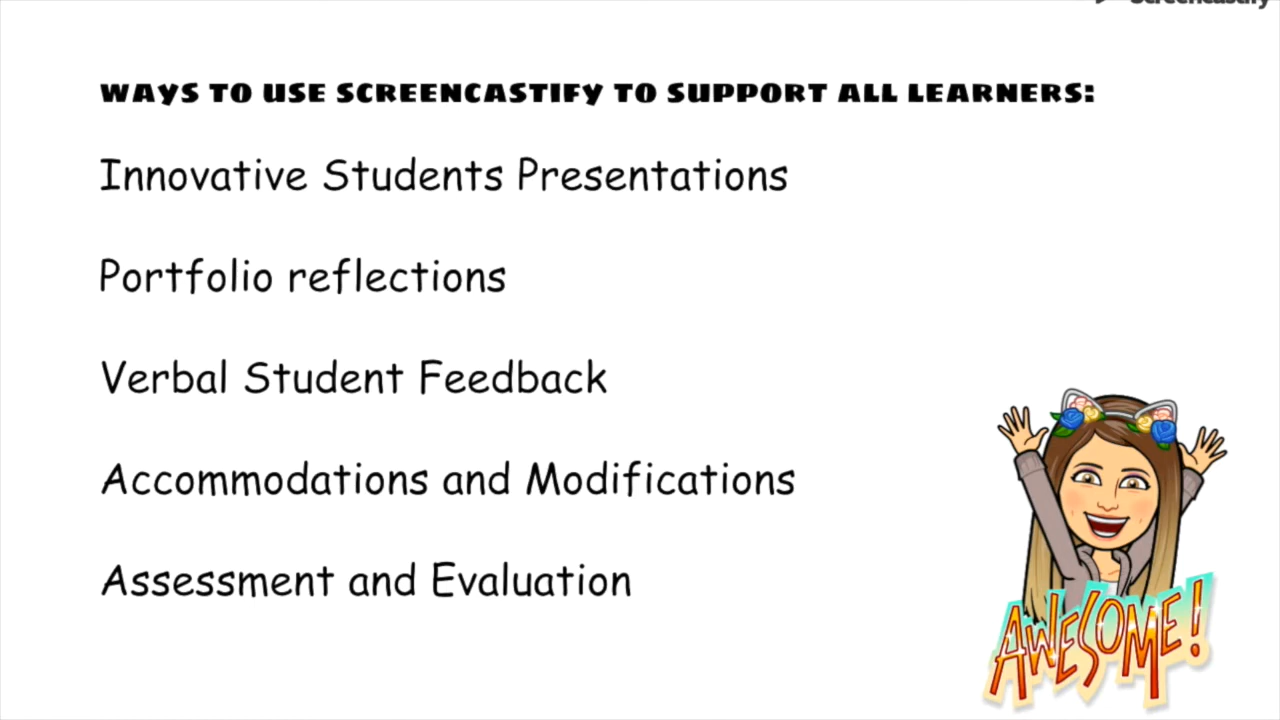 Screencastify
WAYS TO USE SCREENCASTIFY TO SUPPORT ALL LEARNERS:
Innovative Students Presentations
Portfolio reflections
Verbal Student Feedback
Accommodations and Modifications
Assessment and Evaluation
AWESOME!